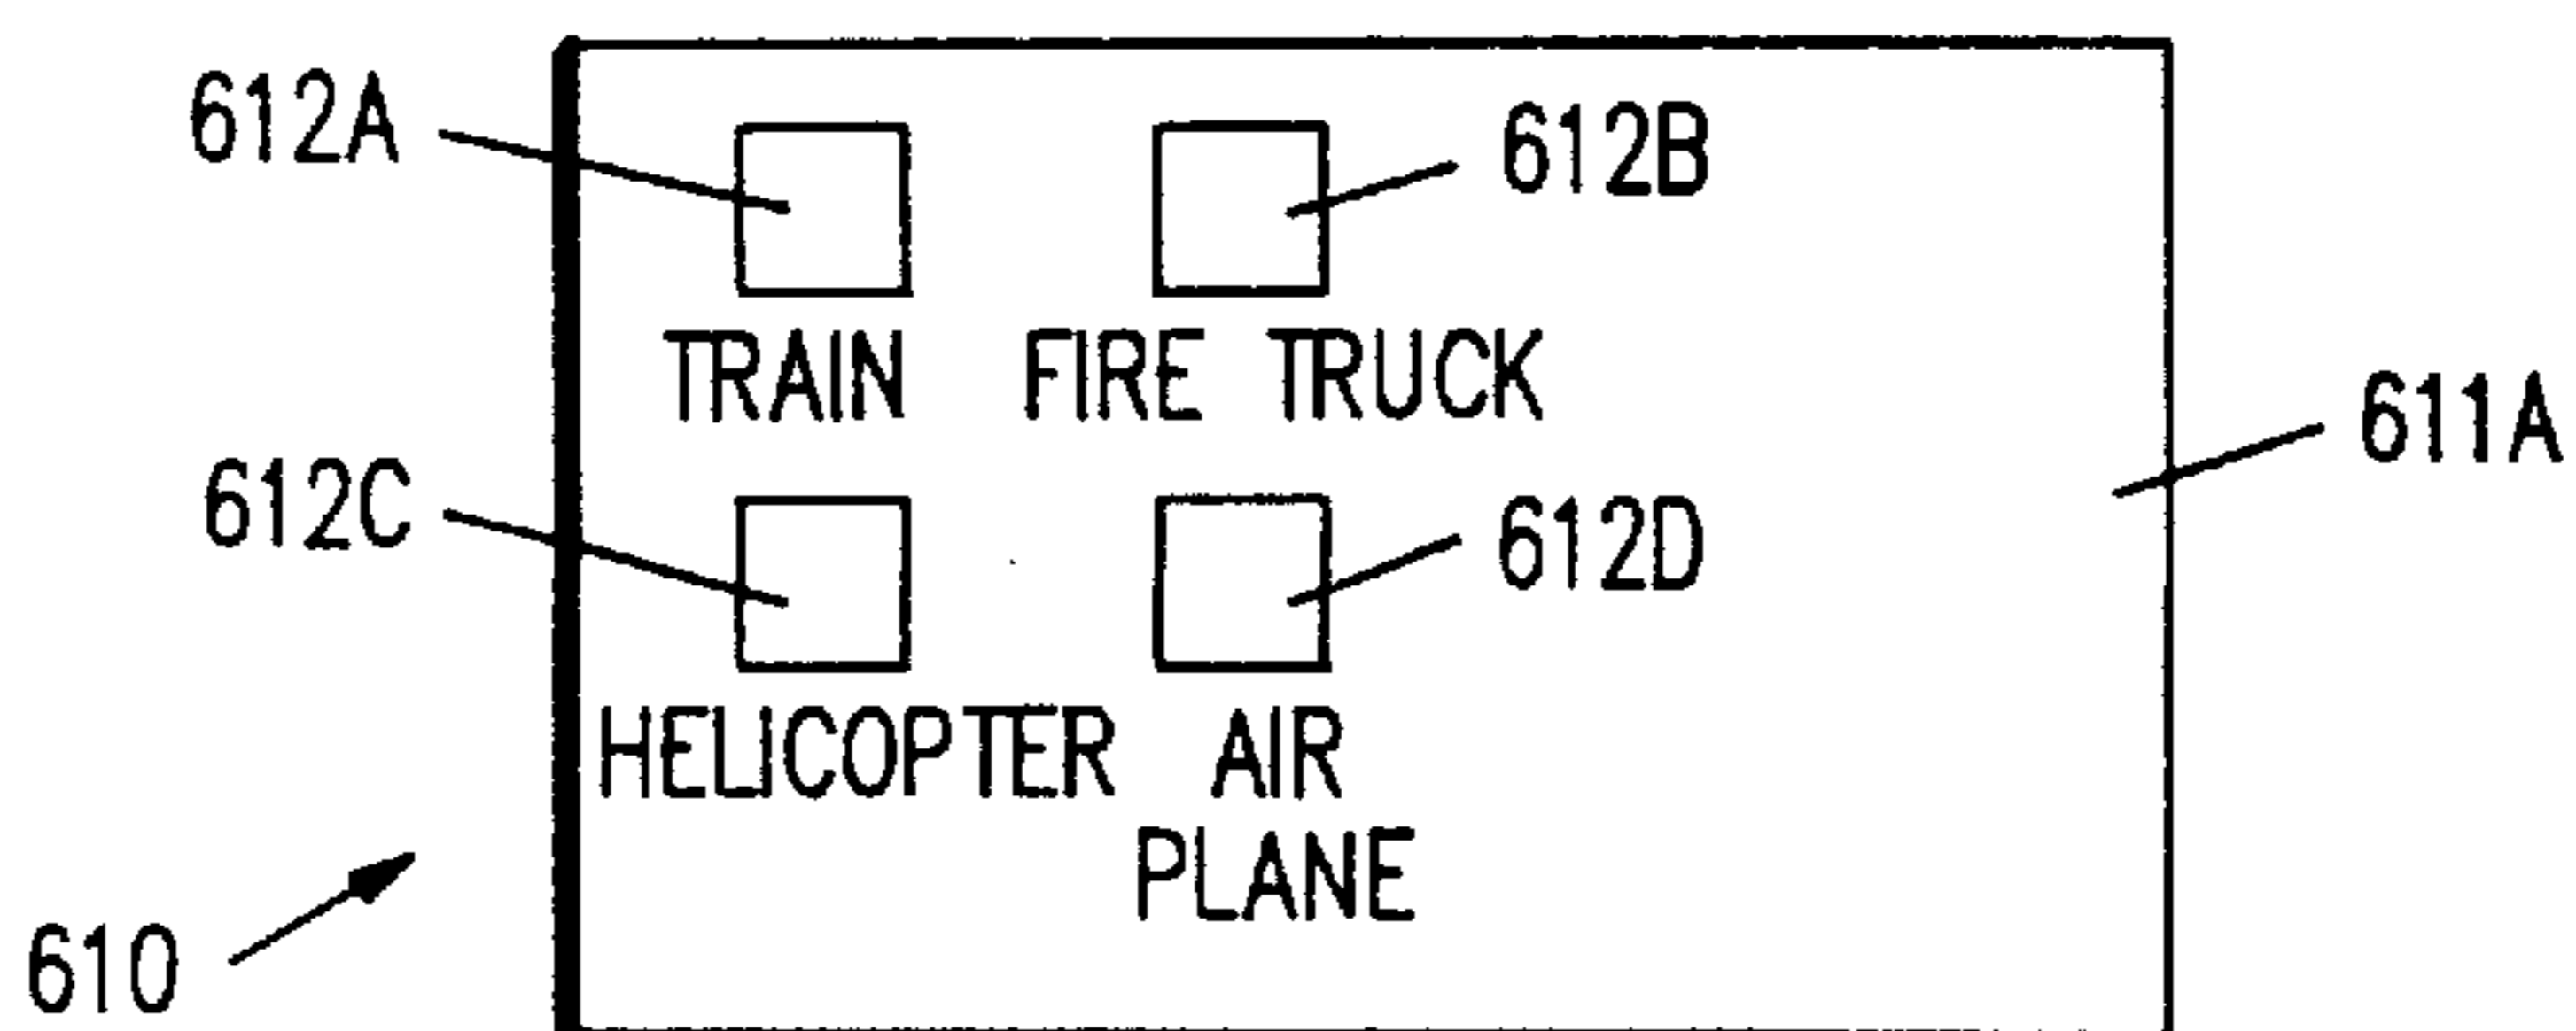 612A
612B
TRAIN FIRE TRUCK
611A
612C
612D
HELICOPTER AIR
PLANE
610